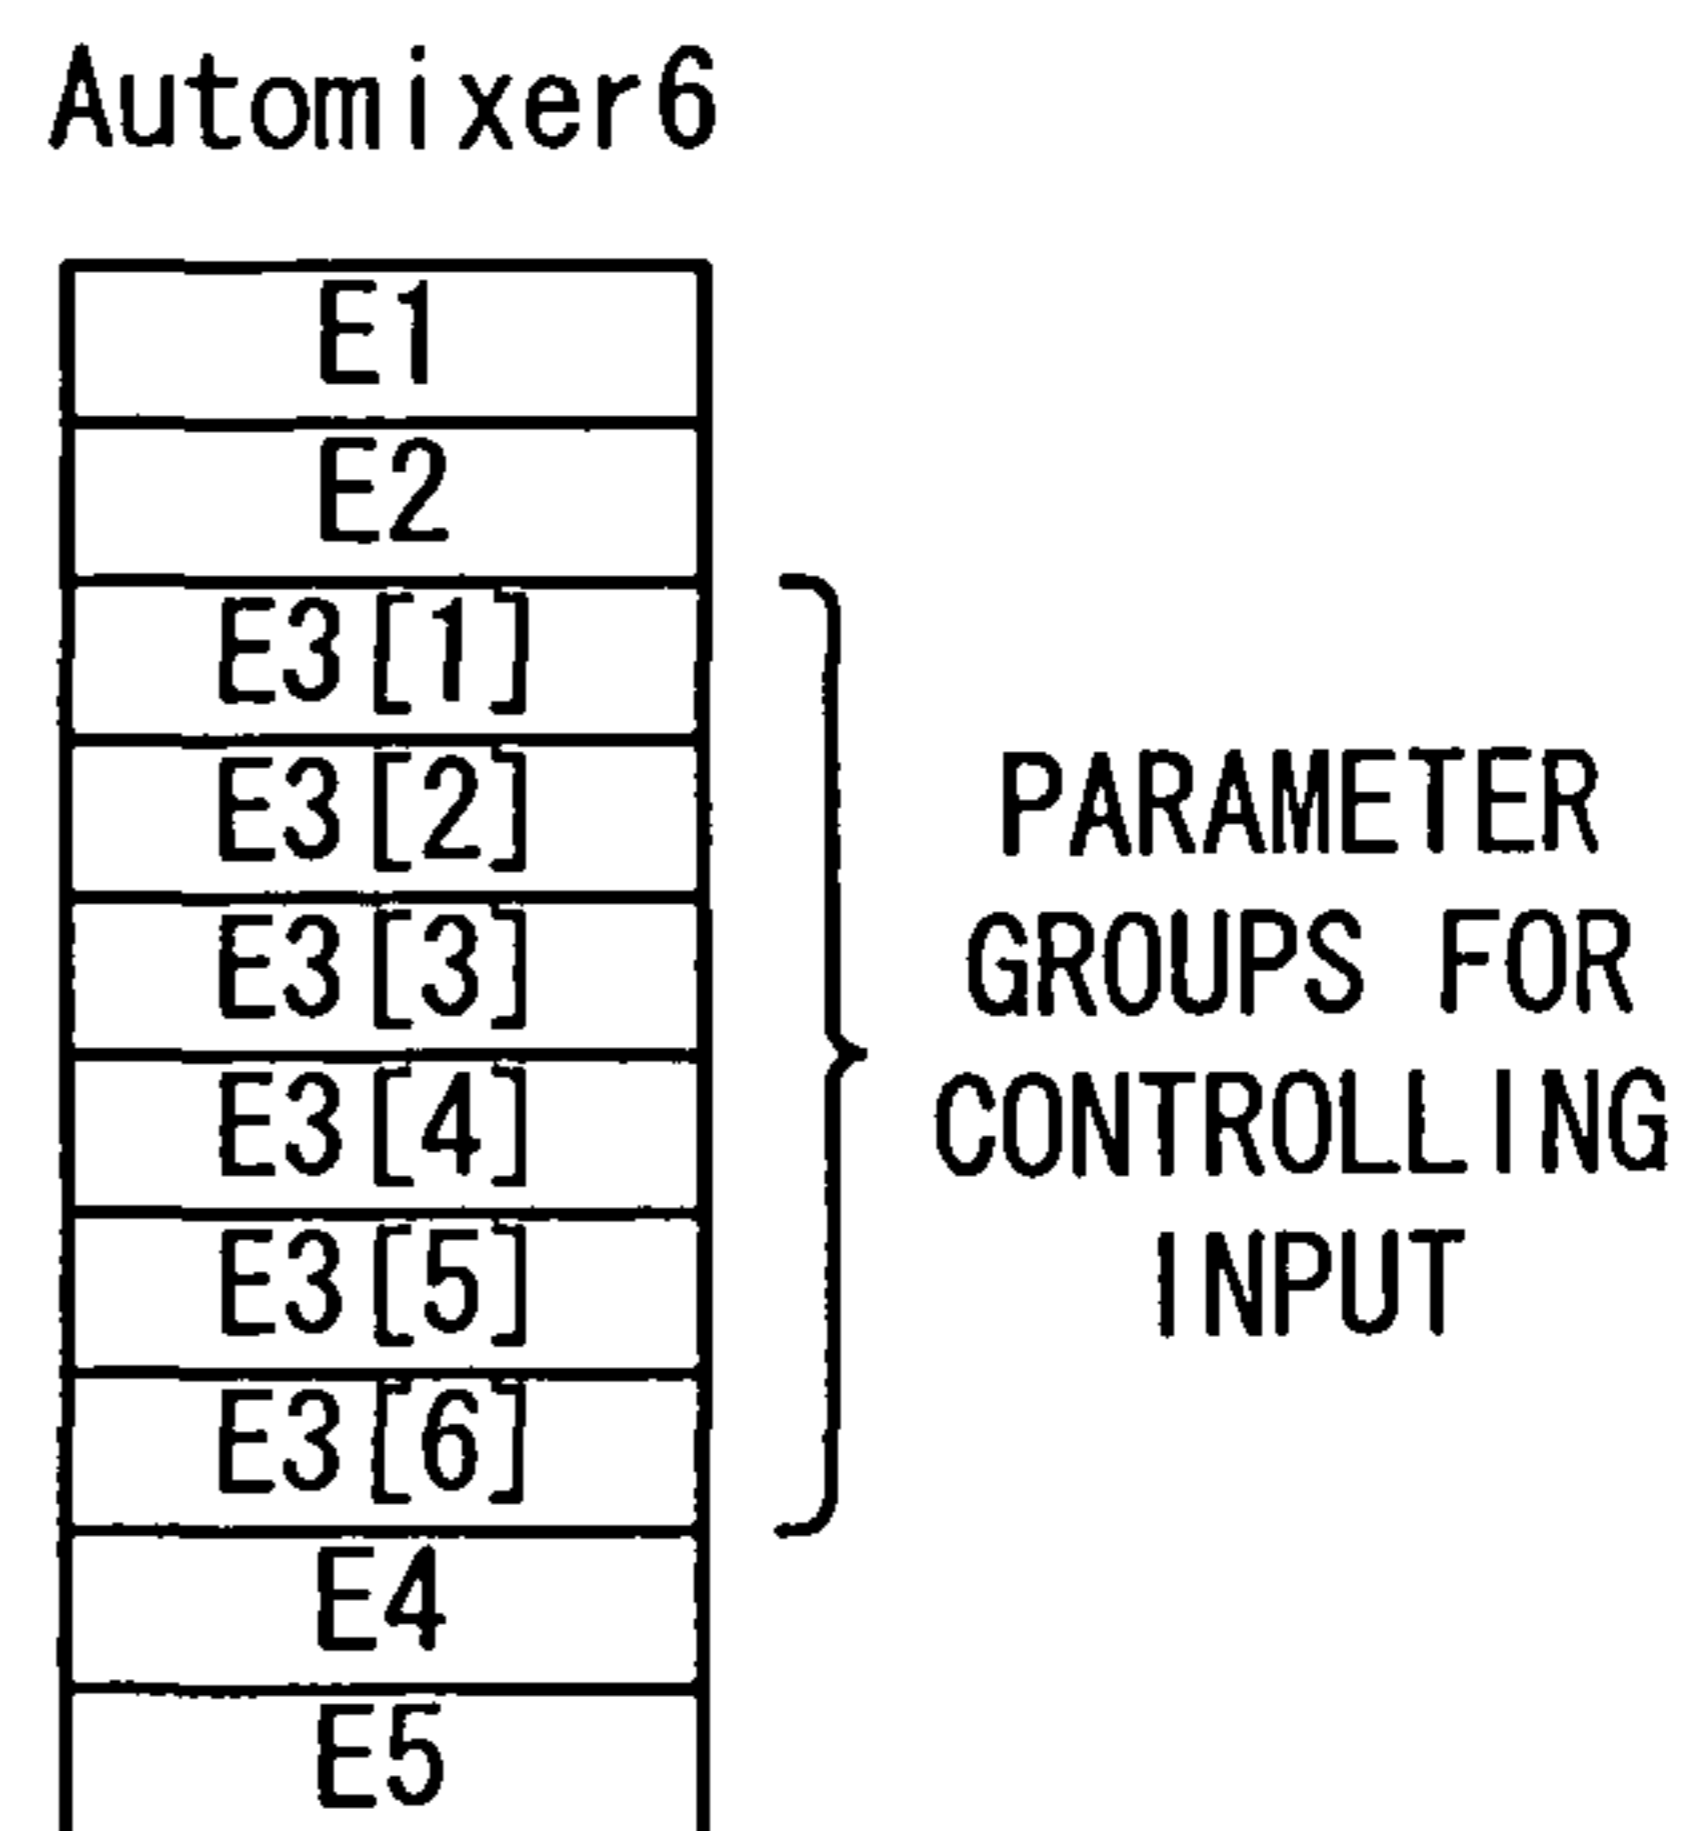 Automixer6
E1
E2
E3[1]
E3[2]
E3[3]
E3[4]
E3[5]
E3[6]
E4
E5
PARAMETER
GROUPS FOR
CONTROLLING
INPUT